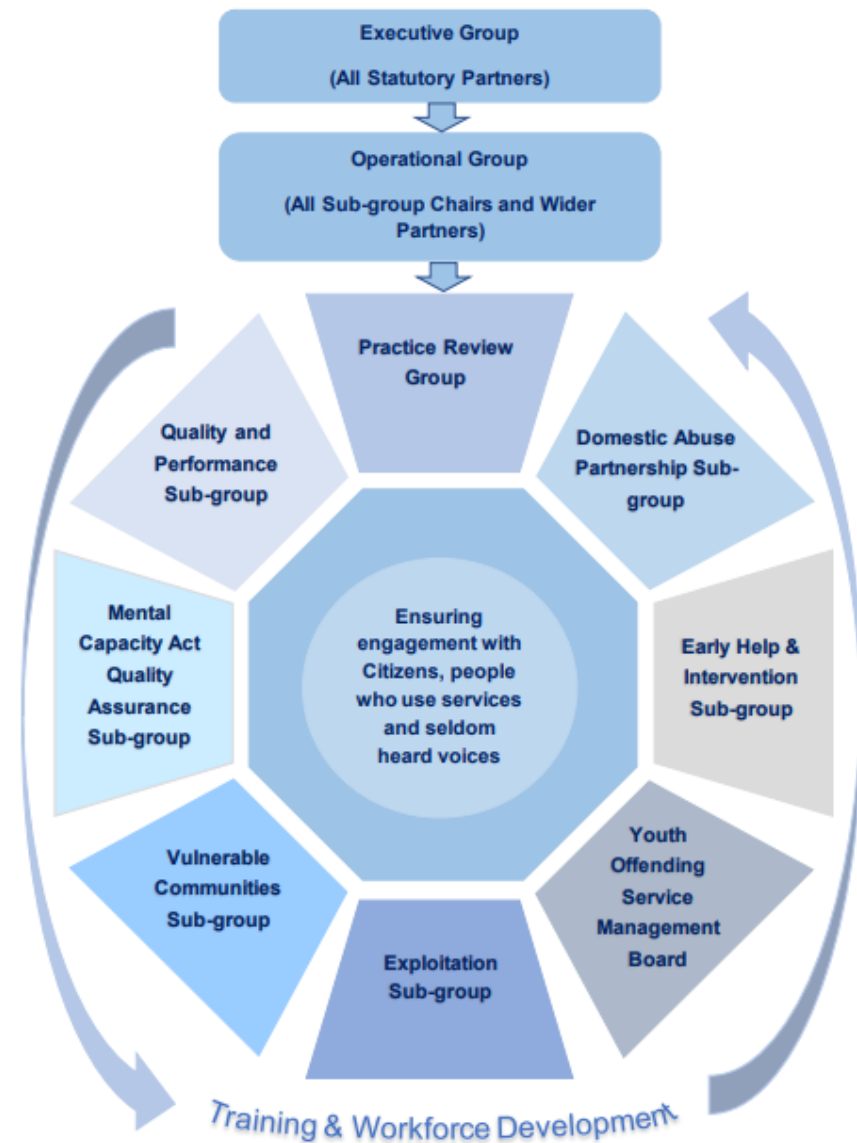 Executive Group
(All Statutory Partners)
Operational Group
(All Sub-group Chairs and Wider
Partners)
Practice Review
Group
Quality and
Performance
Sub-group
Domestic Abuse
Partnership Sub-
group
Mental
Capacity Act
Quality
Assurance
Sub-group
Ensuring
engagement with
Citizens, people
who use services
and seldom
heard voices
Early Help &
Intervention
Sub-group
Vulnerable
Communities
Sub-group
Youth
Offending
Service
Management
Board
Exploitation
Sub-group
Training & Workforce Development